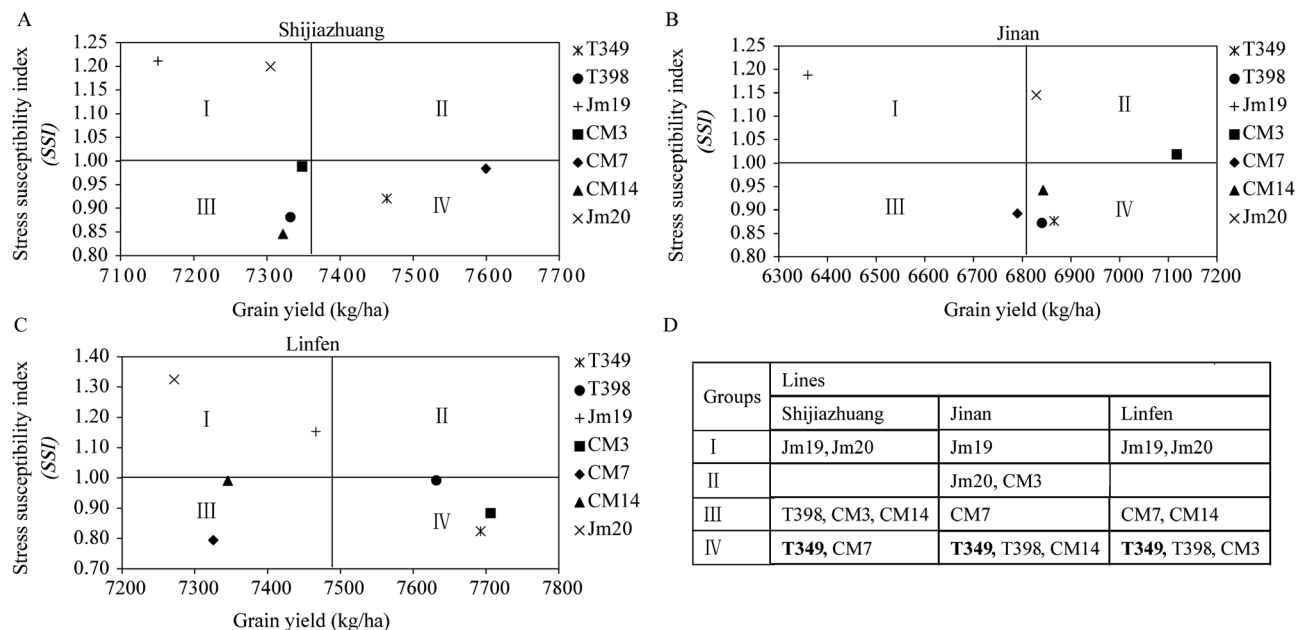 A
Shijiazhuang
Stress susceptibility index
(SSI)
1.25
1.20
1.15
1.10
1.05
1.00
0.95
0.90
0.85
0.80
I
II
III
IV
7100 7200 7300 7400 7500 7600 7700
Grain yield (kg/ha)
T349
T398
Jm19
CM3
CM7
CM14
Jm20
B
Jinan
Stress susceptibility index
(SSI)
1.25
1.20
1.15
1.10
1.05
1.00
0.95
0.90
0.85
0.80
I
II
III
IV
6300 6400 6500 6600 6700 6800 6900 7000 7100 7200
Grain yield (kg/ha)
T349
T398
Jm19
CM3
CM7
CM14
Jm20
C
Linfen
Stress susceptibility index
(SSI)
1.40
1.30
1.20
1.10
1.00
0.90
0.80
0.70
I
II
III
IV
7200 7300 7400 7500 7600 7700 7800
Grain yield (kg/ha)
T349
T398
Jm19
CM3
CM7
CM14
Jm20
D
Groups Lines
Shijiazhuang Jinan Linfen
I Jm19, Jm20 Jm19 Jm19, Jm20
II Jm20, CM3
III T398, CM3, CM14 CM7 CM7, CM14
IV T349, CM7 T349, T398, CM14 T349, T398, CM3